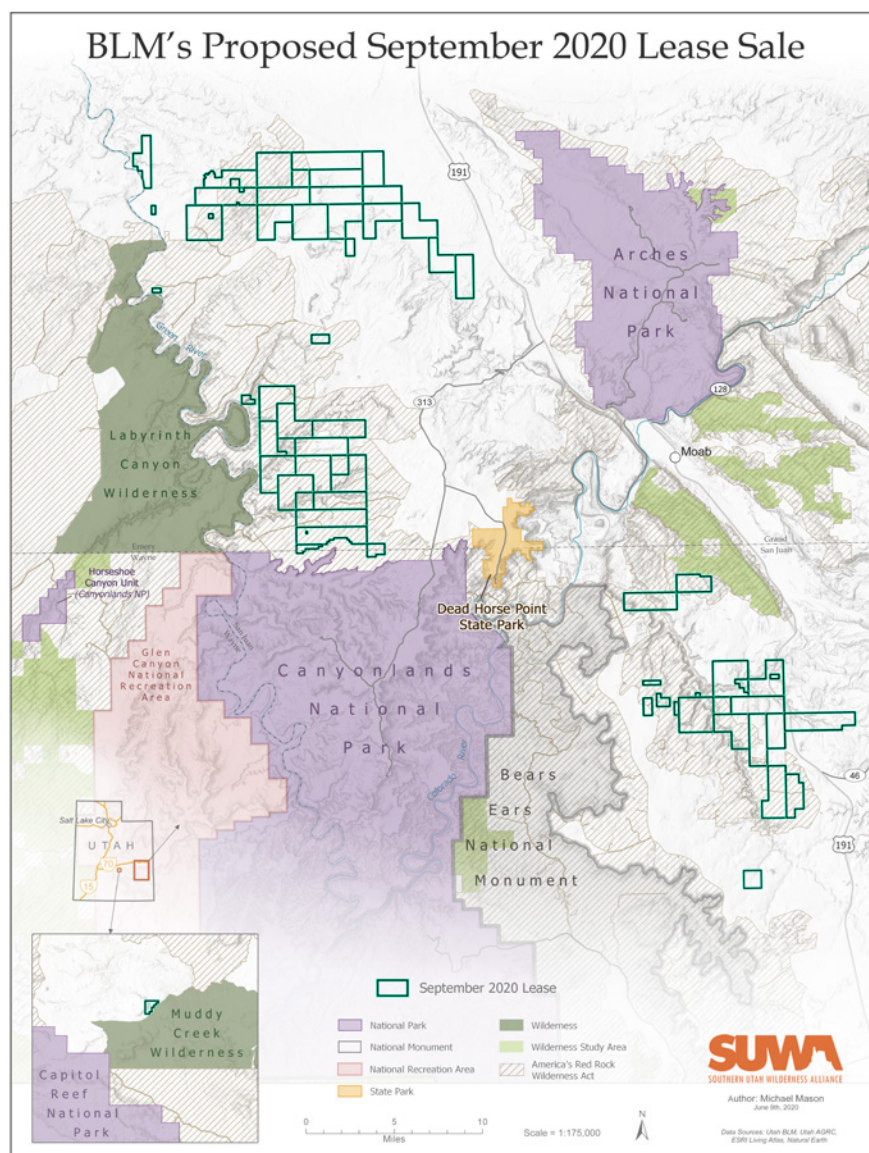 BLM's Proposed September 2020 Lease Sale
191
Arches
National
Park
Green River
128
313
Labyrinth
Canyon
Wilderness
Moab
Emery
Wayne
Grand
San Juan
Horseshoe
Canyon Unit
(Canyonlands NP)
Dead Horse Point
State Park
Glen
Canyon
National
Recreation
Area
San Juan
Wayne
Canyonlands
National
Park
Colorado River
Bears
Ears
National
Monument
46
191
Salt Lake City
UTAH
70
15
September 2020 Lease
National Park
National Monument
National Recreation Area
State Park
Wilderness
Wilderness Study Area
America's Red Rock
Wilderness Act
Muddy
Creek
Wilderness
Capitol
Reef
National
Park
0 5 10
Miles
Scale = 1:175,000
N
SUWA
SOUTHERN UTAH WILDERNESS ALLIANCE
Author: Michael Mason
June 9th, 2020
Data Sources: Utah BLM, Utah AGRC,
ESRI Living Atlas, Natural Earth